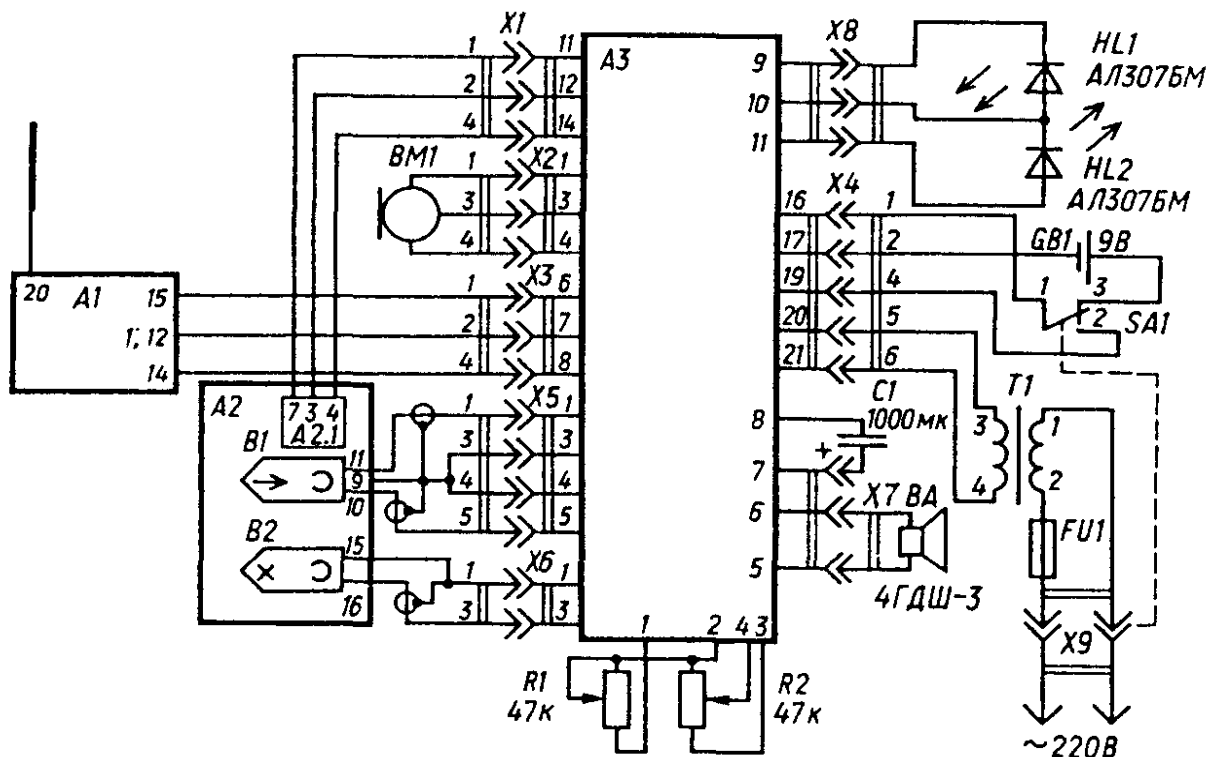 X1
1 11
2 12
4 14
A3
BM1
1 X2 1
3 3
4 4
20 A1 15
1, 12
14
X3
1 6
2 7
4 8
A2
7 3 4
A2.1
B1
11
9
10
X5
1 1
3 3
4 4
5 5
B2
15
16
X6
1 1
3 3
1 2 4 3
R1
47к
R2
47к
X8
9
10
11
HL1
АЛ307БМ
HL2
АЛ307БМ
X4
16 1
17 2
19 4
20 5
21 6
GB1 9В
1 3
2 SA1
C1
1000мк
+
8
7
6
5
X7 BA
4ГДШ-3
T1
3 1
4 2
FU1
X9
~220В